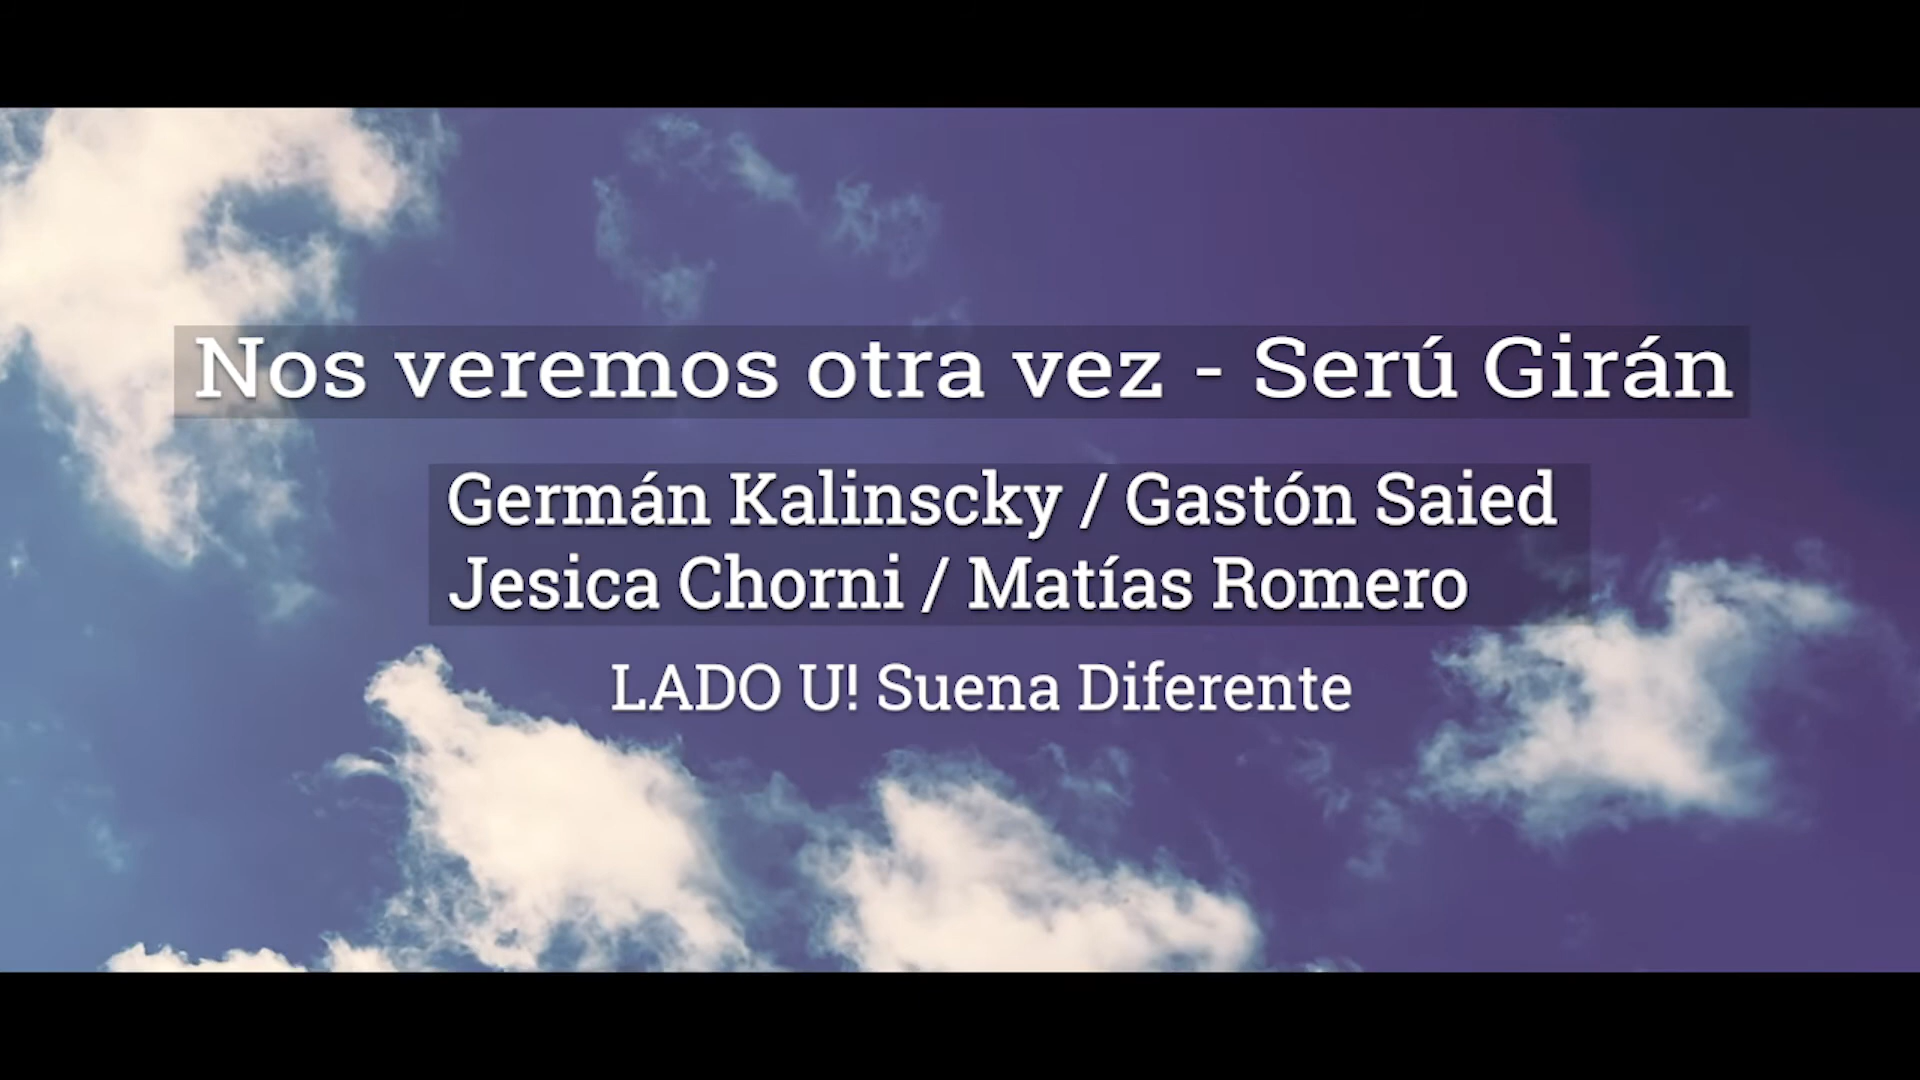 Nos veremos otra vez - Serú Girán
Germán Kalinscky / Gastón Saied
Jesica Chorni / Matías Romero
LADO U! Suena Diferente